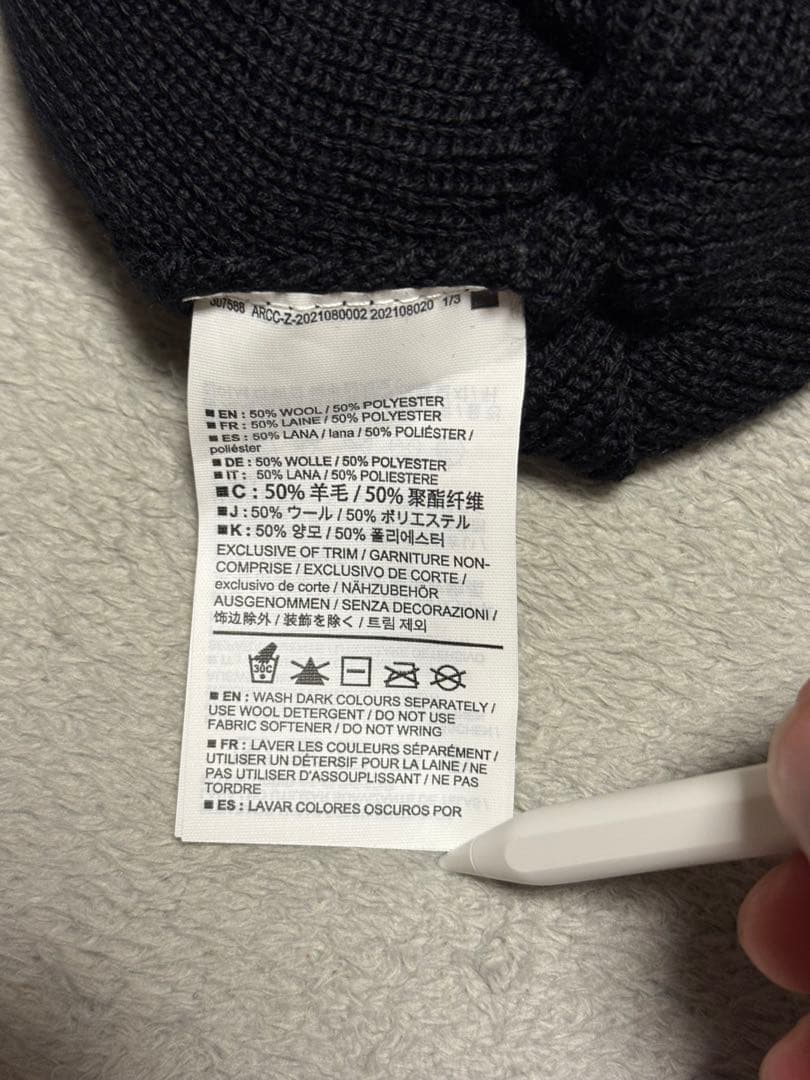 307588 ARCC-Z-2021080002 202108020 1/3
■ EN : 50% WOOL / 50% POLYESTER
■ FR : 50% LAINE / 50% POLYESTER
■ ES : 50% LANA / lana / 50% POLIÉSTER /
poliéster
■ DE : 50% WOLLE / 50% POLYESTER
■ IT : 50% LANA / 50% POLIESTERE
■ C : 50% 羊毛 / 50% 聚酯纤维
■ J : 50% ウール / 50% ポリエステル
■ K : 50% 양모 / 50% 폴리에스터
EXCLUSIVE OF TRIM / GARNITURE NON-
COMPRISE / EXCLUSIVO DE CORTE /
exclusivo de corte / NÄHZUBEHÖR
AUSGENOMMEN / SENZA DECORAZIONI /
饰边除外 / 装飾を除く / 트림 제외
30C
■ EN : WASH DARK COLOURS SEPARATELY /
USE WOOL DETERGENT / DO NOT USE
FABRIC SOFTENER / DO NOT WRING
■ FR : LAVER LES COULEURS SÉPARÉMENT /
UTILISER UN DÉTERSIF POUR LA LAINE / NE
PAS UTILISER D'ASSOUPLISSANT / NE PAS
TORDRE
■ ES : LAVAR COLORES OSCUROS POR